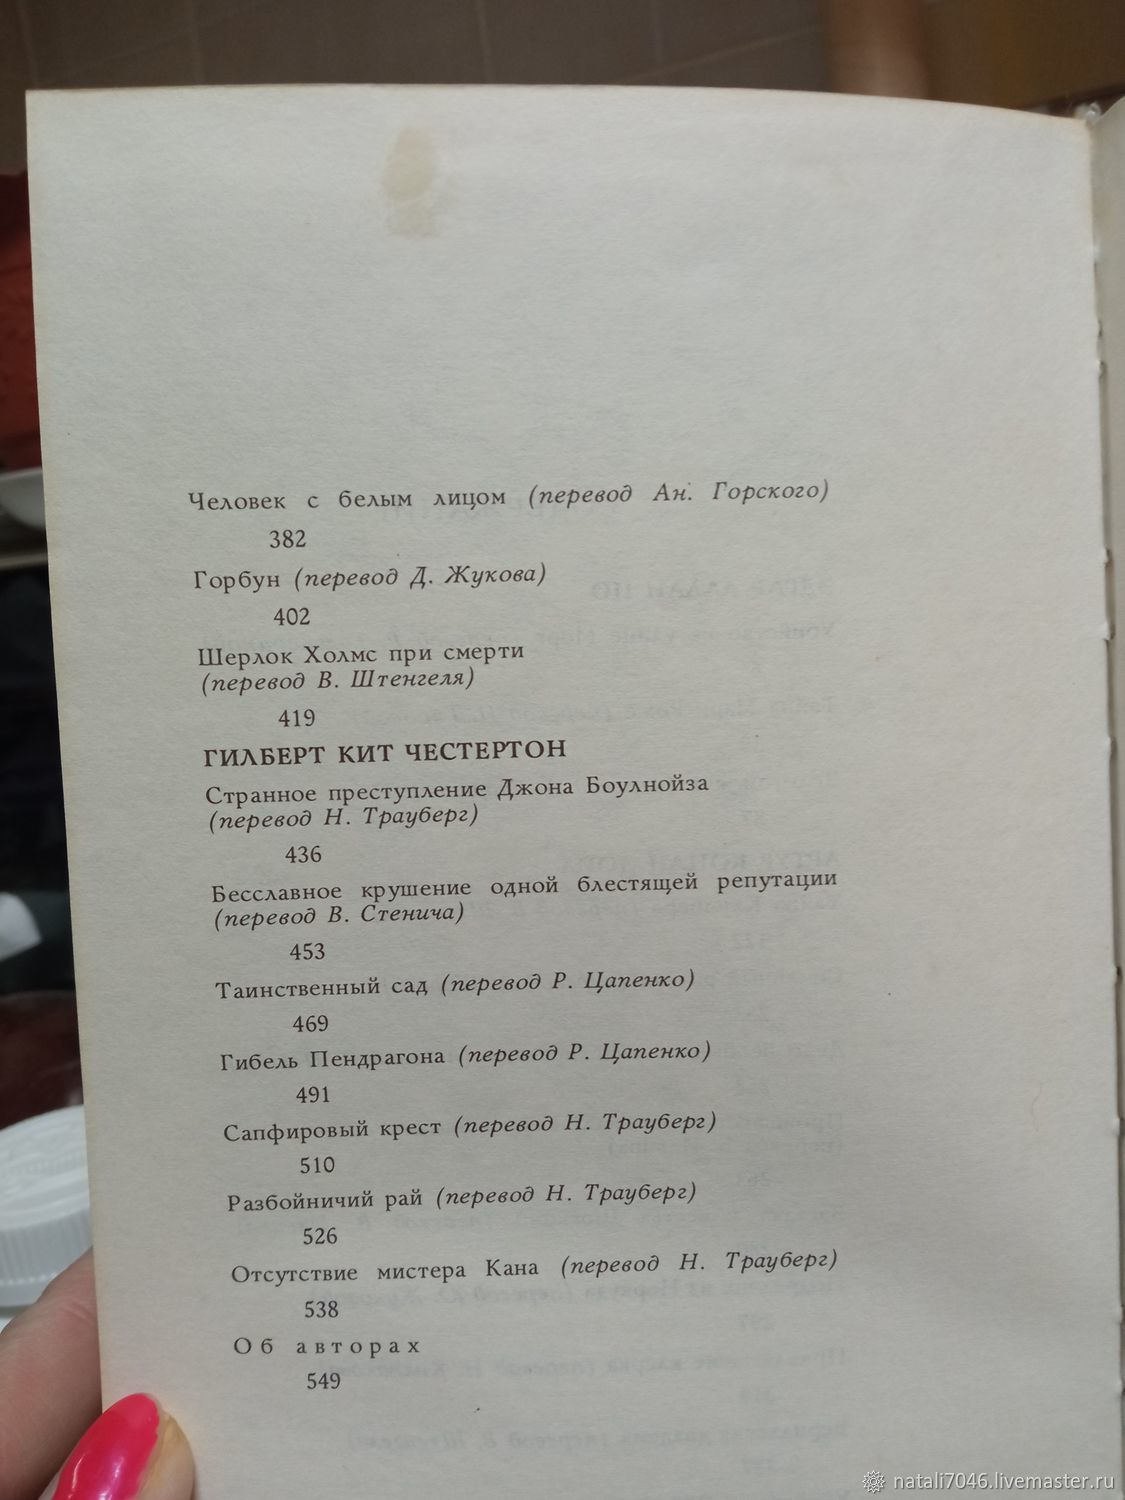 Человек с белым лицом (перевод Ан. Горского)
382
Горбун (перевод Д. Жукова)
402
Шерлок Холмс при смерти
(перевод В. Штенгеля)
419
ГИЛБЕРТ КИТ ЧЕСТЕРТОН
Странное преступление Джона Боулнойза
(перевод Н. Трауберг)
436
Бесславное крушение одной блестящей репутации
(перевод В. Стенича)
453
Таинственный сад (перевод Р. Цапенко)
469
Гибель Пендрагона (перевод Р. Цапенко)
491
Сапфировый крест (перевод Н. Трауберг)
510
Разбойничий рай (перевод Н. Трауберг)
526
Отсутствие мистера Кана (перевод Н. Трауберг)
538
Об авторах
549
natali7046.livemaster.ru